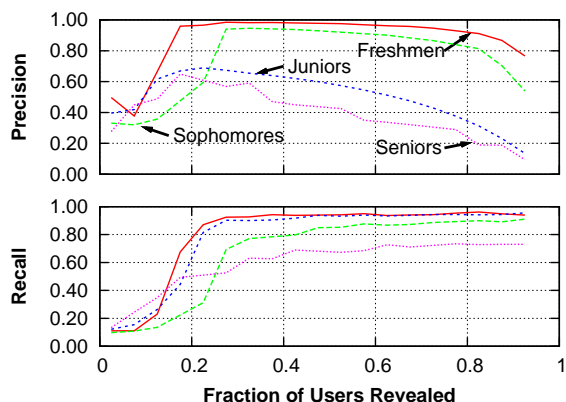 1.00
0.80
0.60
0.40
0.20
0.00
Precision
Freshmen
Juniors
Sophomores
Seniors
1.00
0.80
0.60
0.40
0.20
0.00
Recall
0 0.2 0.4 0.6 0.8 1
Fraction of Users Revealed